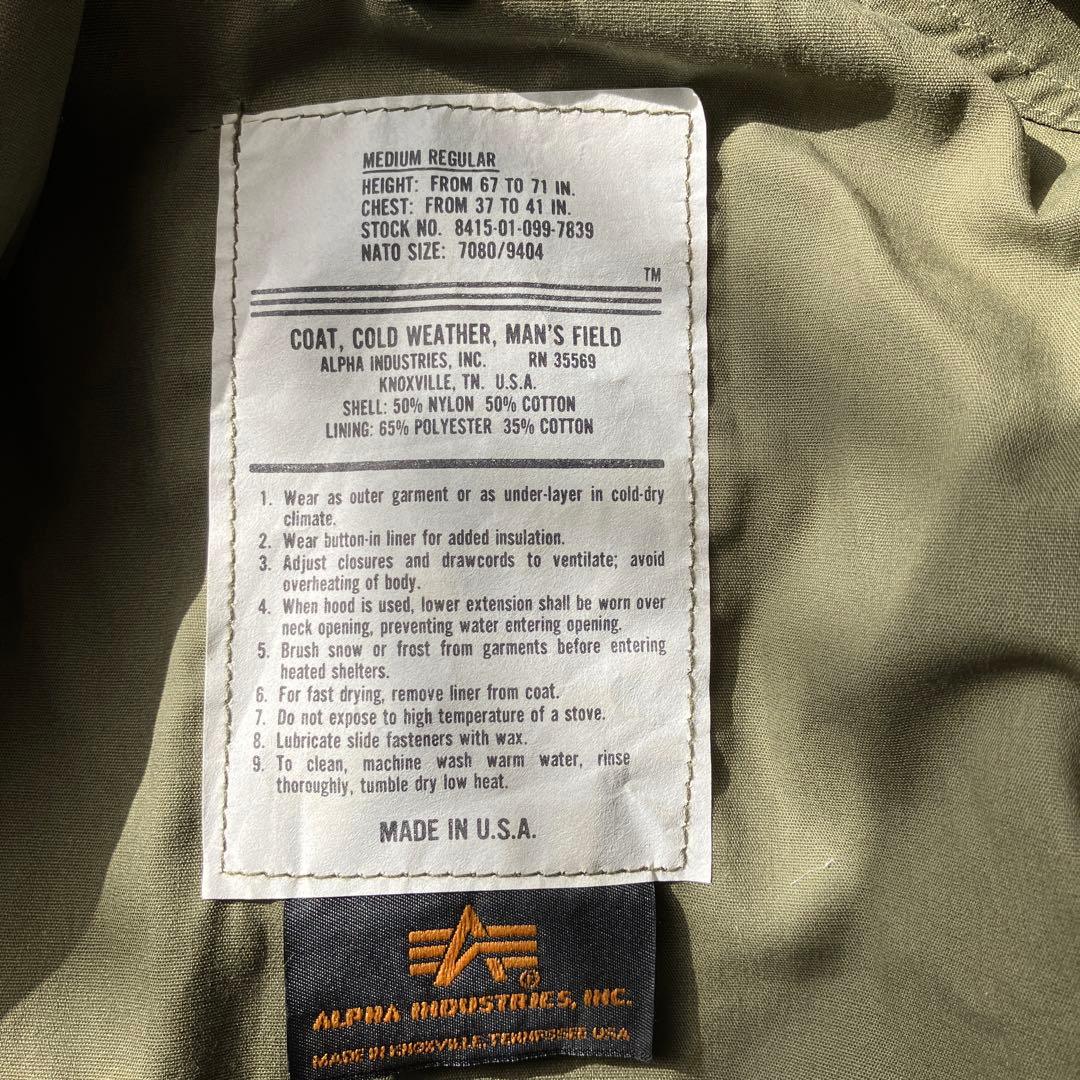 MEDIUM REGULAR
HEIGHT: FROM 67 TO 71 IN.
CHEST: FROM 37 TO 41 IN.
STOCK NO. 8415-01-099-7839
NATO SIZE: 7080/9404
TM
COAT, COLD WEATHER, MAN'S FIELD
ALPHA INDUSTRIES, INC. RN 35569
KNOXVILLE, TN. U.S.A.
SHELL: 50% NYLON 50% COTTON
LINING: 65% POLYESTER 35% COTTON
1. Wear as outer garment or as under-layer in cold-dry
climate.
2. Wear button-in liner for added insulation.
3. Adjust closures and drawcords to ventilate; avoid
overheating of body.
4. When hood is used, lower extension shall be worn over
neck opening, preventing water entering opening.
5. Brush snow or frost from garments before entering
heated shelters.
6. For fast drying, remove liner from coat.
7. Do not expose to high temperature of a stove.
8. Lubricate slide fasteners with wax.
9. To clean, machine wash warm water, rinse
thoroughly, tumble dry low heat.
MADE IN U.S.A.
A ®
ALPHA INDUSTRIES, INC.
MADE IN KNOXVILLE, TENNESSEE USA